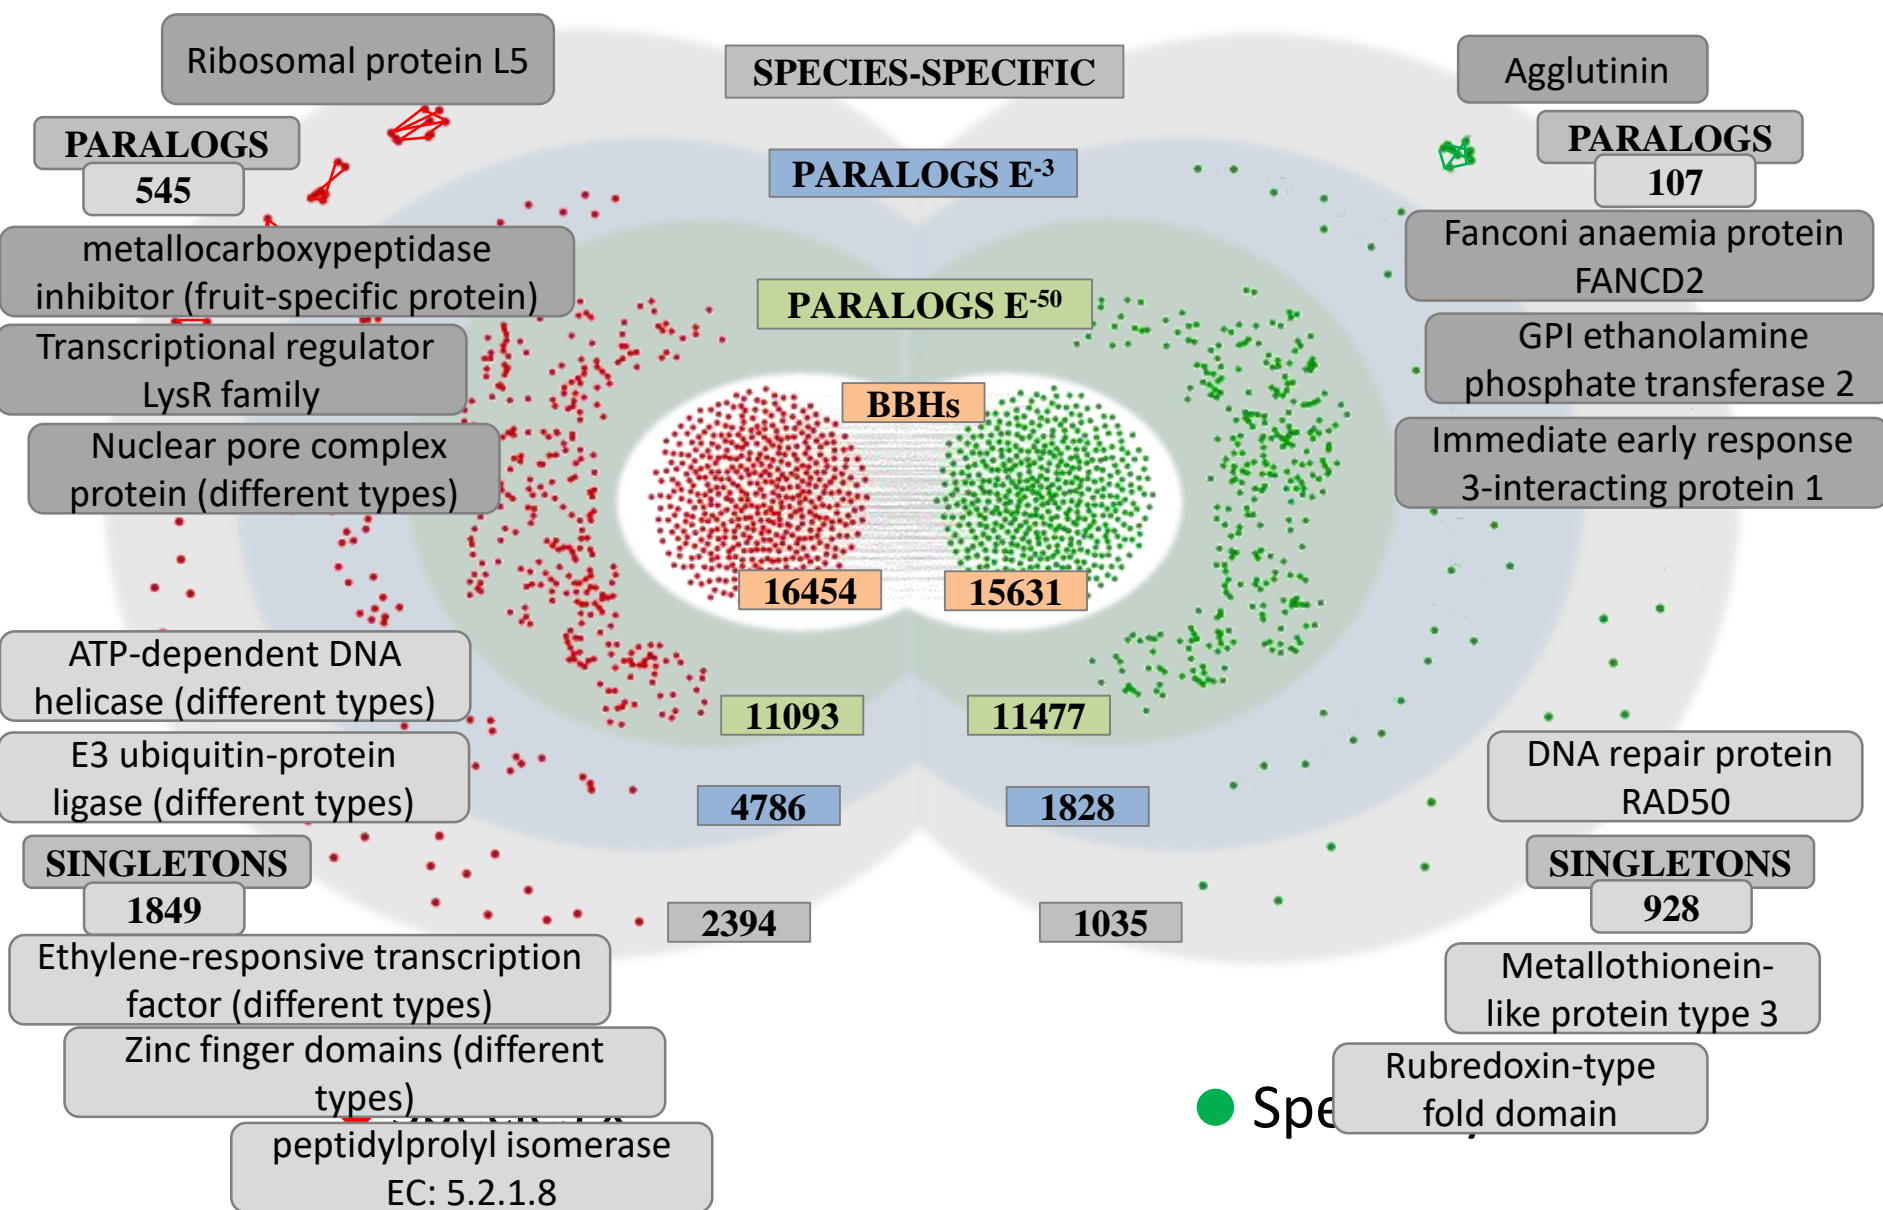 Ribosomal protein L5
SPECIES-SPECIFIC
Agglutinin
PARALOGS
545
PARALOGS E-3
PARALOGS
107
metallocarboxypeptidase
inhibitor (fruit-specific protein)
Fanconi anaemia protein
FANCD2
PARALOGS E-50
Transcriptional regulator
LysR family
GPI ethanolamine
phosphate transferase 2
BBHs
Nuclear pore complex
protein (different types)
Immediate early response
3-interacting protein 1
16454
15631
ATP-dependent DNA
helicase (different types)
11093
11477
E3 ubiquitin-protein
ligase (different types)
DNA repair protein
RAD50
4786
1828
SINGLETONS
1849
SINGLETONS
928
2394
1035
Ethylene-responsive transcription
factor (different types)
Metallothionein-
like protein type 3
Zinc finger domains (different
types)
Rubredoxin-type
fold domain
peptidylprolyl isomerase
EC: 5.2.1.8